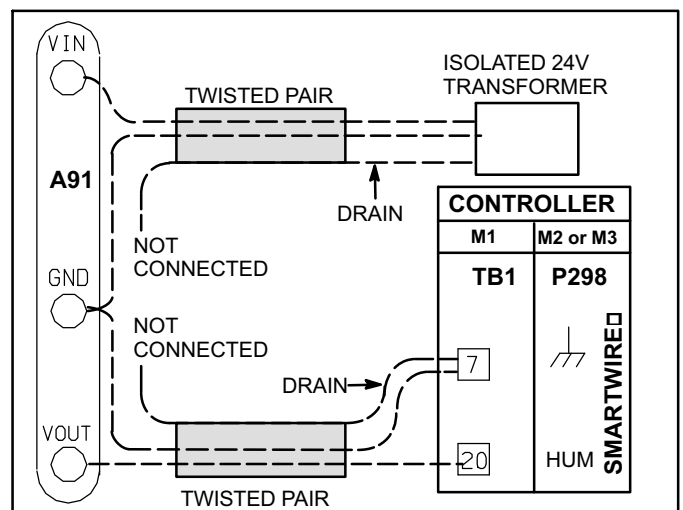 VIN
ISOLATED 24V
TRANSFORMER
TWISTED PAIR
A91
DRAIN
CONTROLLER
M1
M2 or M3
NOT
CONNECTED
TB1
P298
GND
NOT
CONNECTED
7
DRAIN
SMARTWIRE□
VOUT
20
HUM
TWISTED PAIR